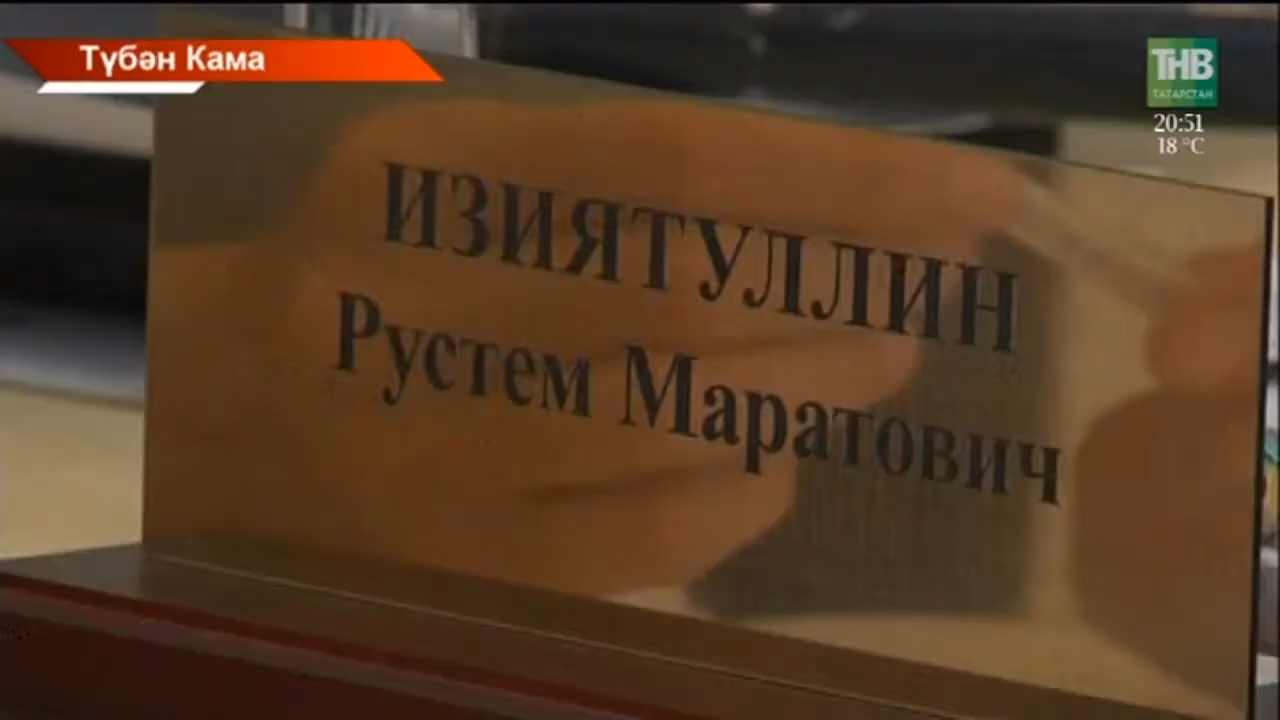 Түбән Кама
ТНВ
ТАТАРСТАН
20:51
18 °C
ИЗИЯТУЛЛИН
Рустем Маратович